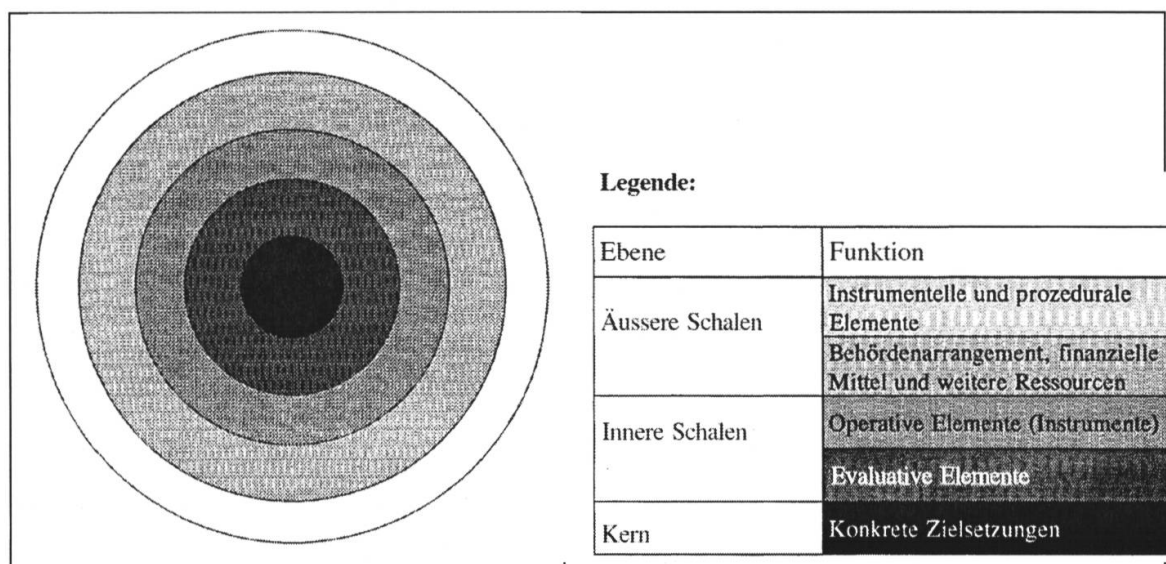 Legende:
Ebene Funktion
Äussere Schalen Instrumentelle und prozedurale
Elemente
Behördenarrangement, finanzielle
Mittel und weitere Ressourcen
Innere Schalen Operative Elemente (Instrumente)
Evaluative Elemente
Kern Konkrete Zielsetzungen